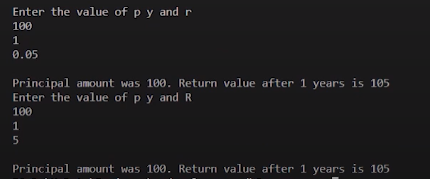 Enter the value of p y and r
100
1
0.05
Principal amount was 100. Return value after 1 years is 105
Enter the value of p y and R
100
1
5
Principal amount was 100. Return value after 1 years is 105